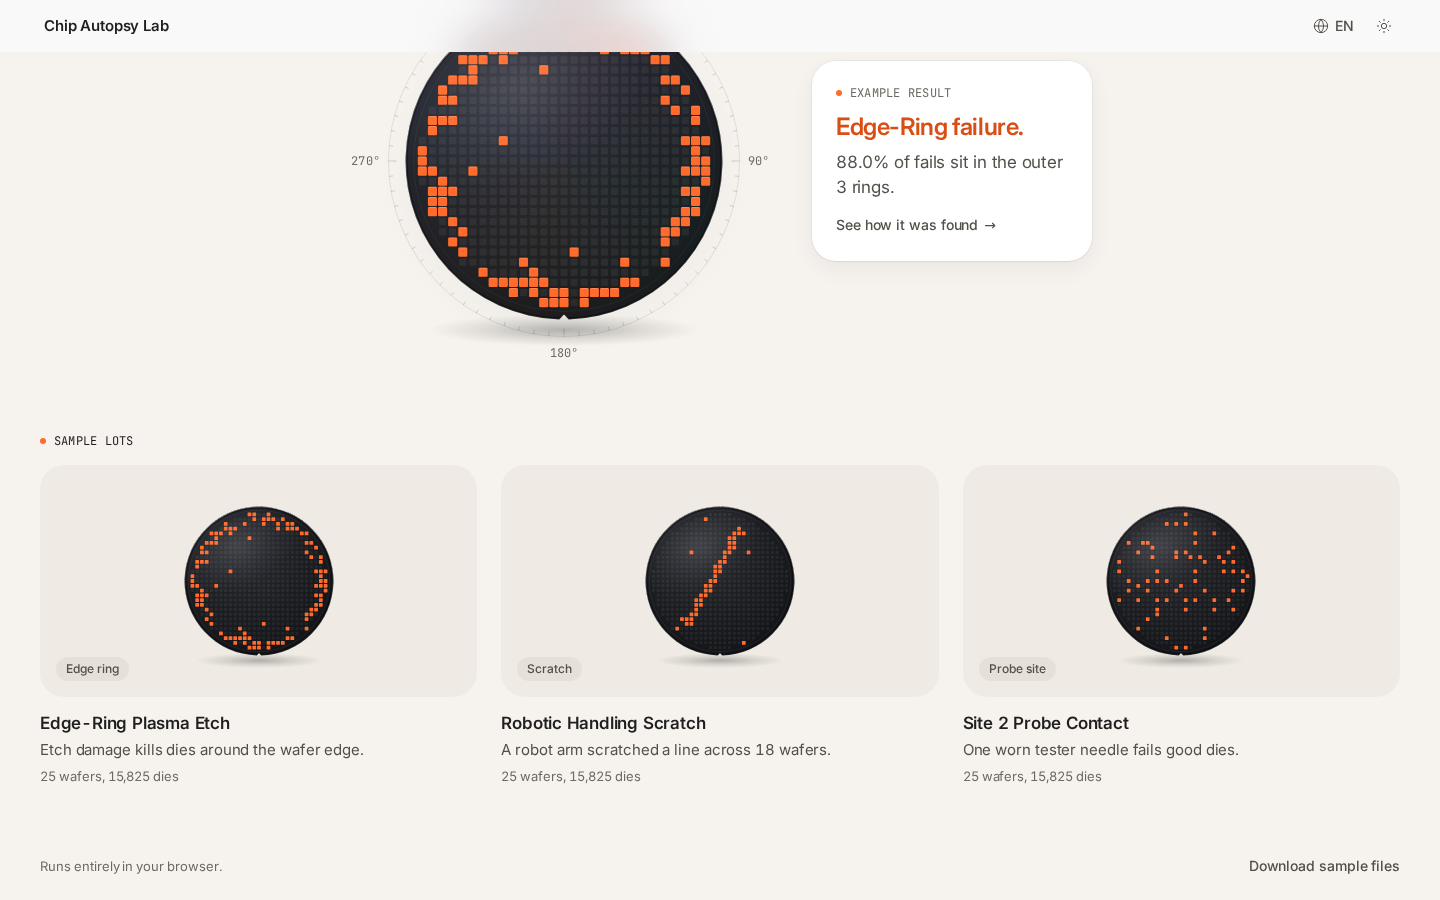 Chip Autopsy Lab
EN
EXAMPLE RESULT
Edge-Ring failure.
88.0% of fails sit in the outer
3 rings.
See how it was found →
270°
90°
180°
SAMPLE LOTS
Edge ring
Scratch
Probe site
Edge-Ring Plasma Etch
Etch damage kills dies around the wafer edge.
25 wafers, 15,825 dies
Robotic Handling Scratch
A robot arm scratched a line across 18 wafers.
25 wafers, 15,825 dies
Site 2 Probe Contact
One worn tester needle fails good dies.
25 wafers, 15,825 dies
Runs entirely in your browser.
Download sample files